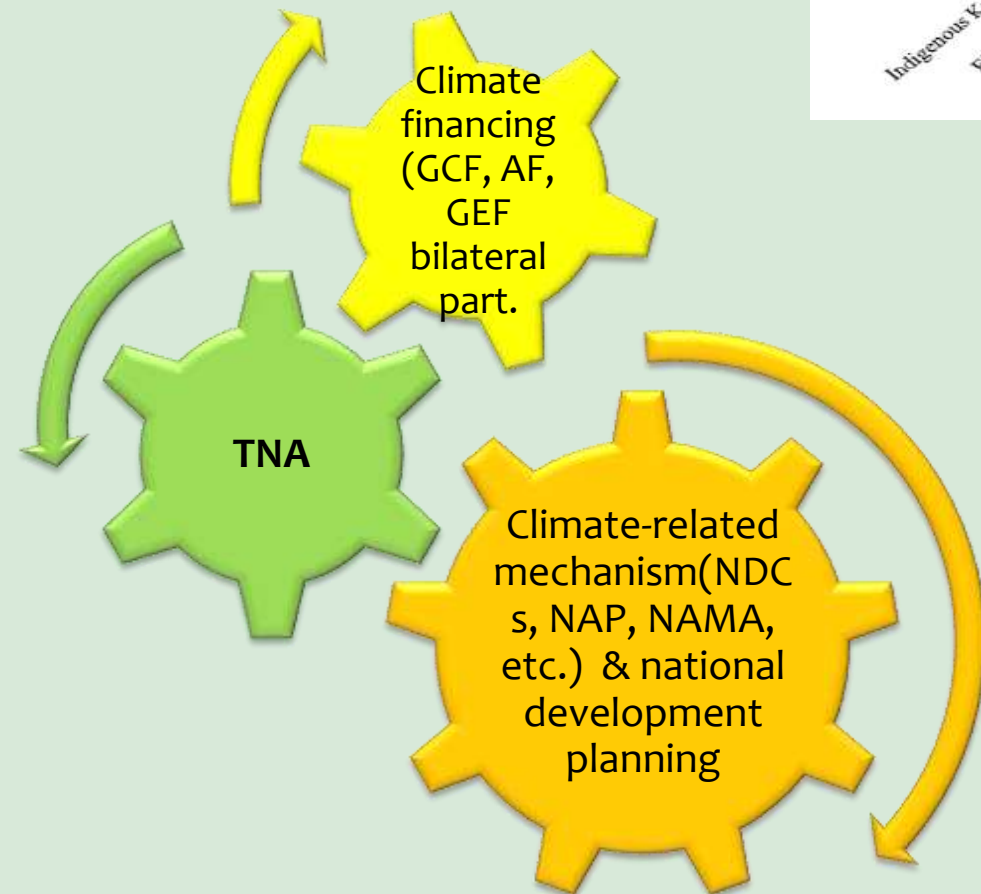 Indigenous
Climate
financing
(GCF, AF,
GEF
bilateral
part.
TNA
Climate-related
mechanism(NDC
s, NAP, NAMA,
etc.) & national
development
planning